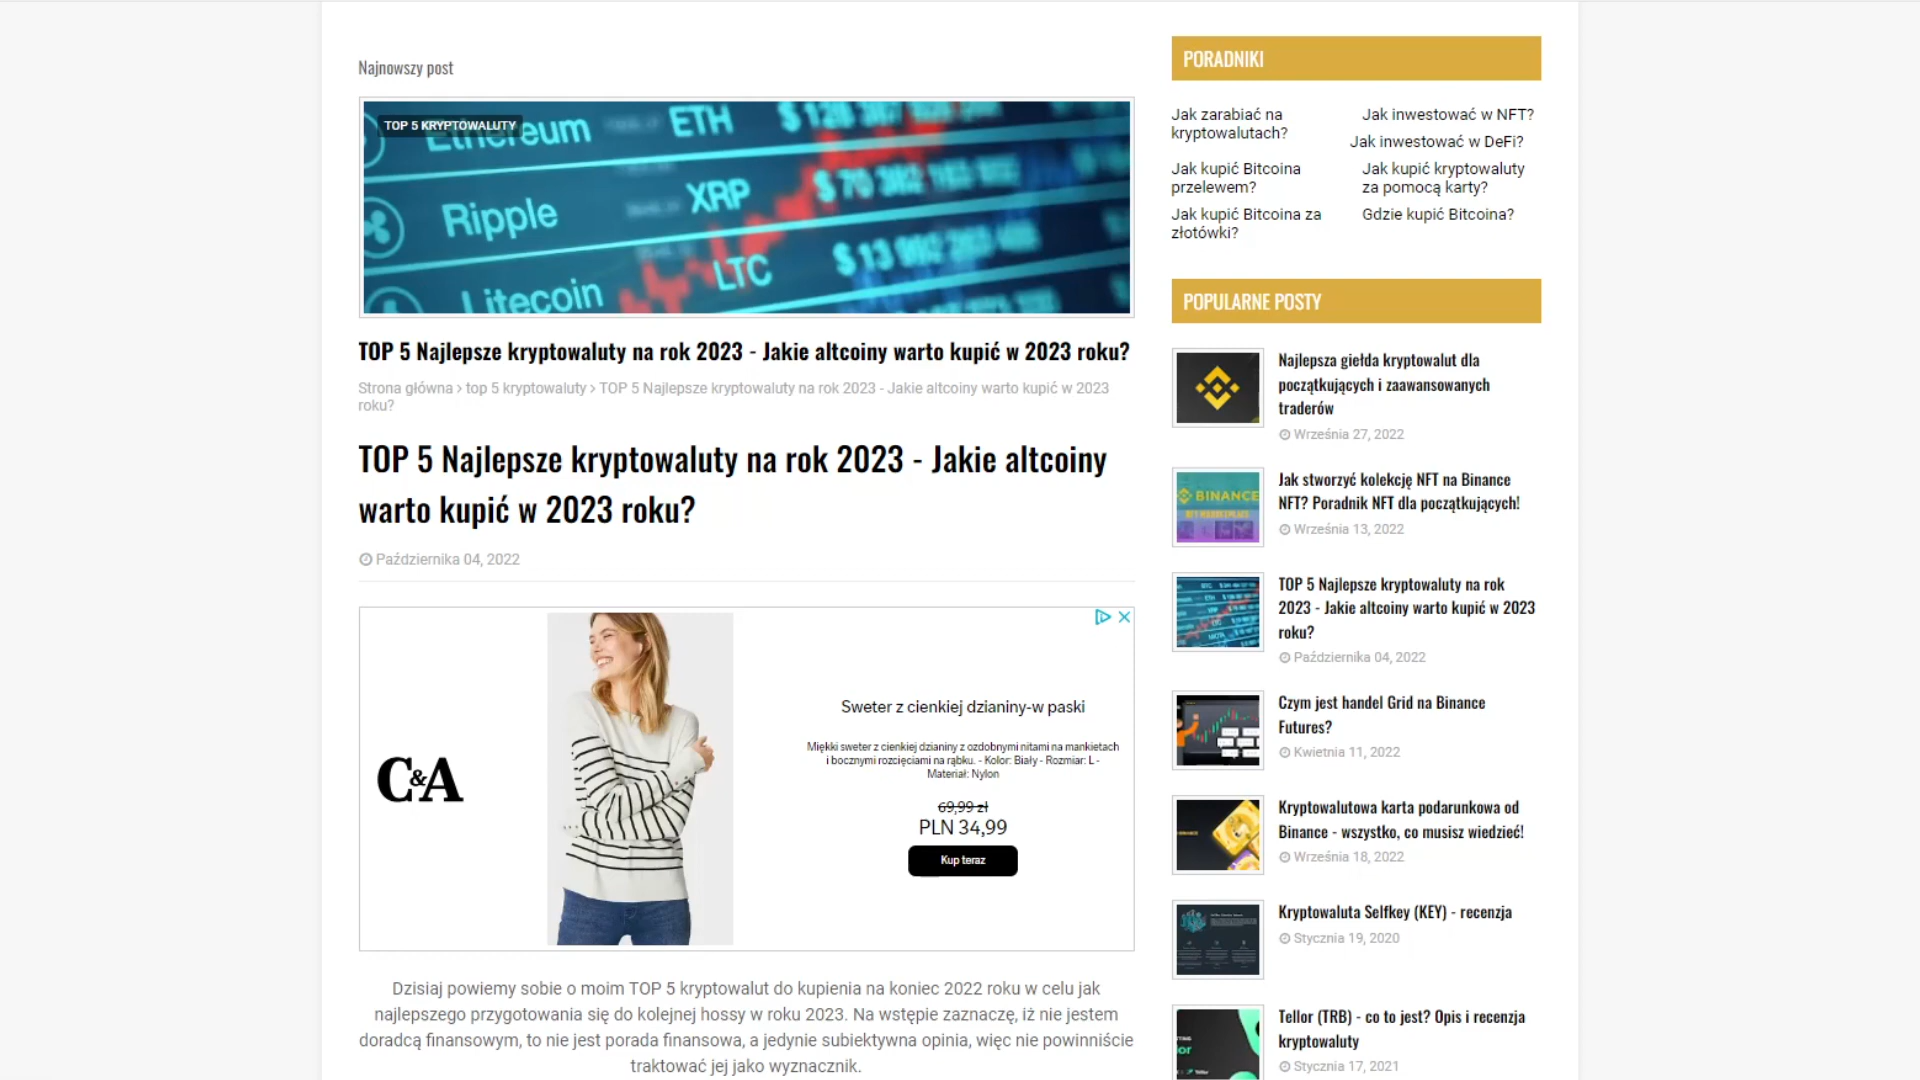 Najnowszy post
TOP 5 KRYPTOWALUTY
Ethereum ETH
Ripple XRP
Litecoin LTC
TOP 5 Najlepsze kryptowaluty na rok 2023 - Jakie altcoiny warto kupić w 2023 roku?
Strona główna › top 5 kryptowaluty › TOP 5 Najlepsze kryptowaluty na rok 2023 - Jakie altcoiny warto kupić w 2023
roku?
TOP 5 Najlepsze kryptowaluty na rok 2023 - Jakie altcoiny
warto kupić w 2023 roku?
Października 04, 2022
C&A
Sweter z cienkiej dzianiny-w paski
Miękki sweter z cienkiej dzianiny z ozdobnymi nitami na mankietach
i bocznymi rozcięciami na rąbku. - Kolor: Biały - Rozmiar: L -
Materiał: Nylon
69,99 zł
PLN 34,99
Kup teraz
Dzisiaj powiemy sobie o moim TOP 5 kryptowalut do kupienia na koniec 2022 roku w celu jak
najlepszego przygotowania się do kolejnej hossy w roku 2023. Na wstępie zaznaczę, iż nie jestem
doradcą finansowym, to nie jest porada finansowa, a jedynie subiektywna opinia, więc nie powinniście
traktować jej jako wyznacznik.
PORADNIKI
Jak zarabiać na
kryptowalutach?
Jak inwestować w NFT?
Jak inwestować w DeFi?
Jak kupić Bitcoina
przelewem?
Jak kupić kryptowaluty
za pomocą karty?
Jak kupić Bitcoina za
złotówki?
Gdzie kupić Bitcoina?
POPULARNE POSTY
Najlepsza giełda kryptowalut dla
początkujących i zaawansowanych
traderów
Września 27, 2022
BINANCE
Jak stworzyć kolekcję NFT na Binance
NFT? Poradnik NFT dla początkujących!
Września 13, 2022
TOP 5 Najlepsze kryptowaluty na rok
2023 - Jakie altcoiny warto kupić w 2023
roku?
Października 04, 2022
Czym jest handel Grid na Binance
Futures?
Kwietnia 11, 2022
Kryptowalutowa karta podarunkowa od
Binance - wszystko, co musisz wiedzieć!
Września 18, 2022
Kryptowaluta Selfkey (KEY) - recenzja
Stycznia 19, 2020
Tellor (TRB) - co to jest? Opis i recenzja
kryptowaluty
Stycznia 17, 2021